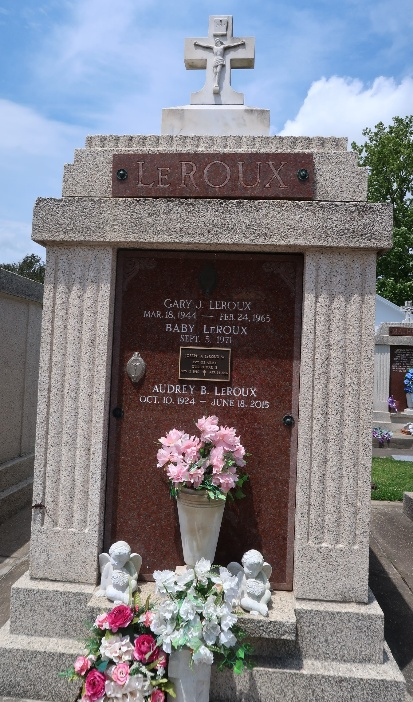 LEROUX
GARY J. LEROUX
MAR. 18, 1944 — FEB. 24, 1965
BABY LEROUX
SEPT. 5, 1971
AUDREY B. LEROUX
OCT. 10, 1924 — JUNE 18, 2015